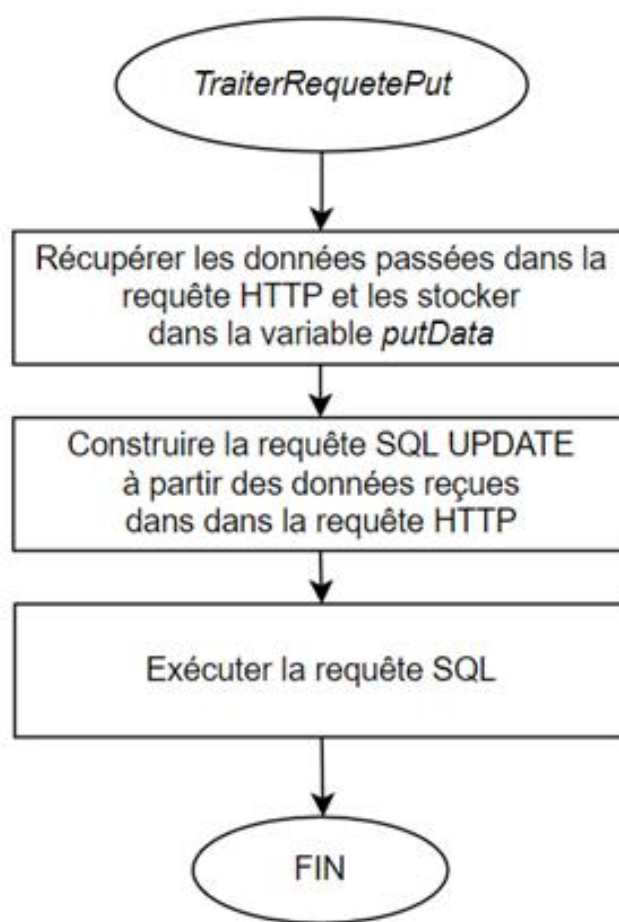 TraiterRequetePut
Récupérer les données passées dans la
requête HTTP et les stocker
dans la variable putData
Construire la requête SQL UPDATE
à partir des données reçues
dans dans la requête HTTP
Exécuter la requête SQL
FIN